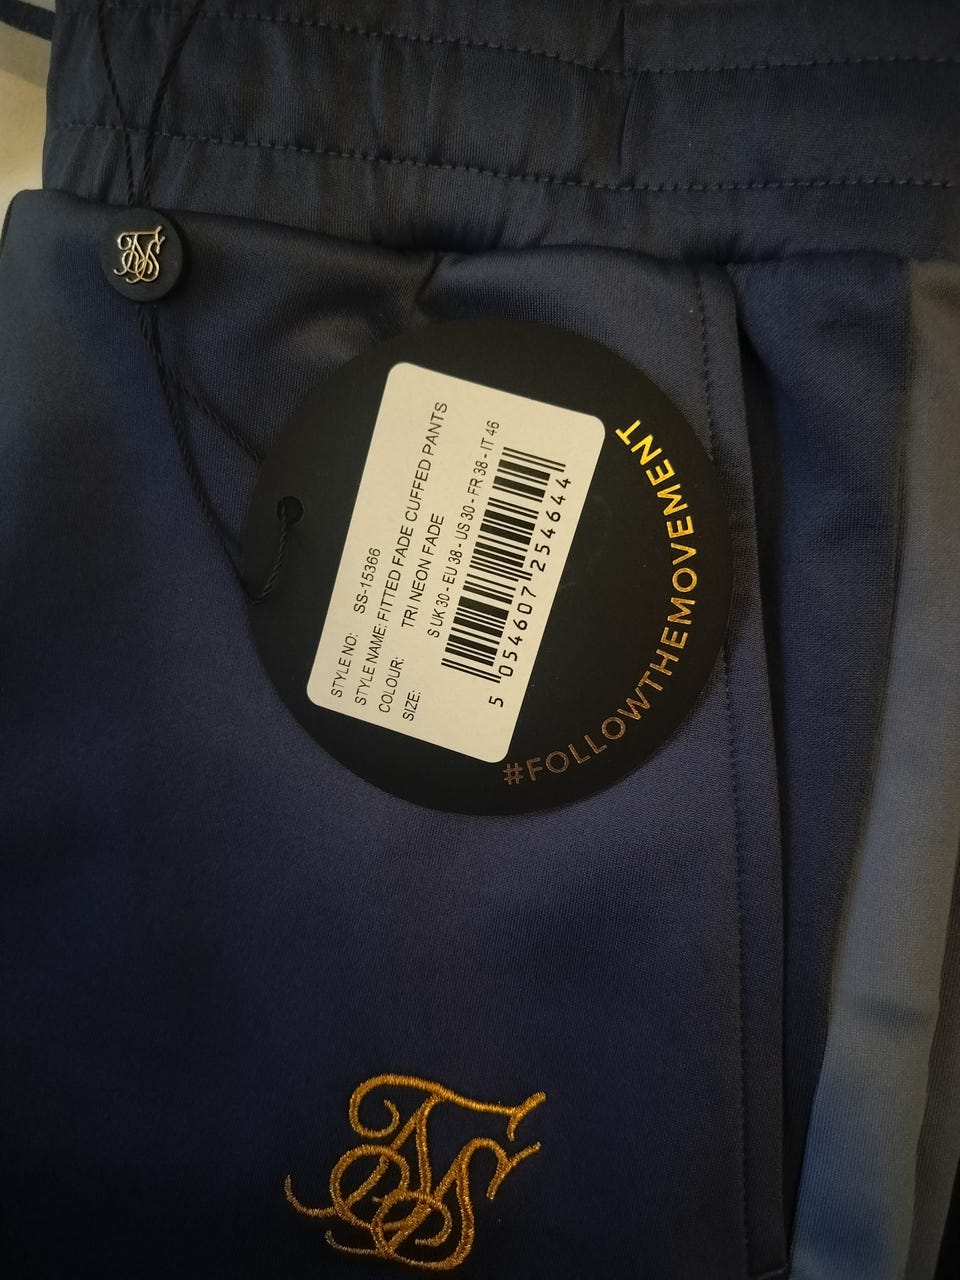 STYLE NO: SS-15366
STYLE NAME: FITTED FADE CUFFED PANTS
COLOUR: TRI NEON FADE
SIZE: S UK 30 - EU 38 - US 30 - FR 38 - IT 46
5 054607 254644
#FOLLOWTHEMOVEMENT